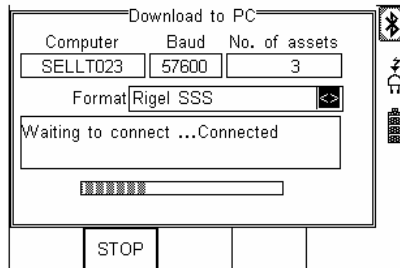 Download to PC
Computer Baud No. of assets
SELLT023 57600 3
Format Rigel SSS <>
Waiting to connect ...Connected
STOP